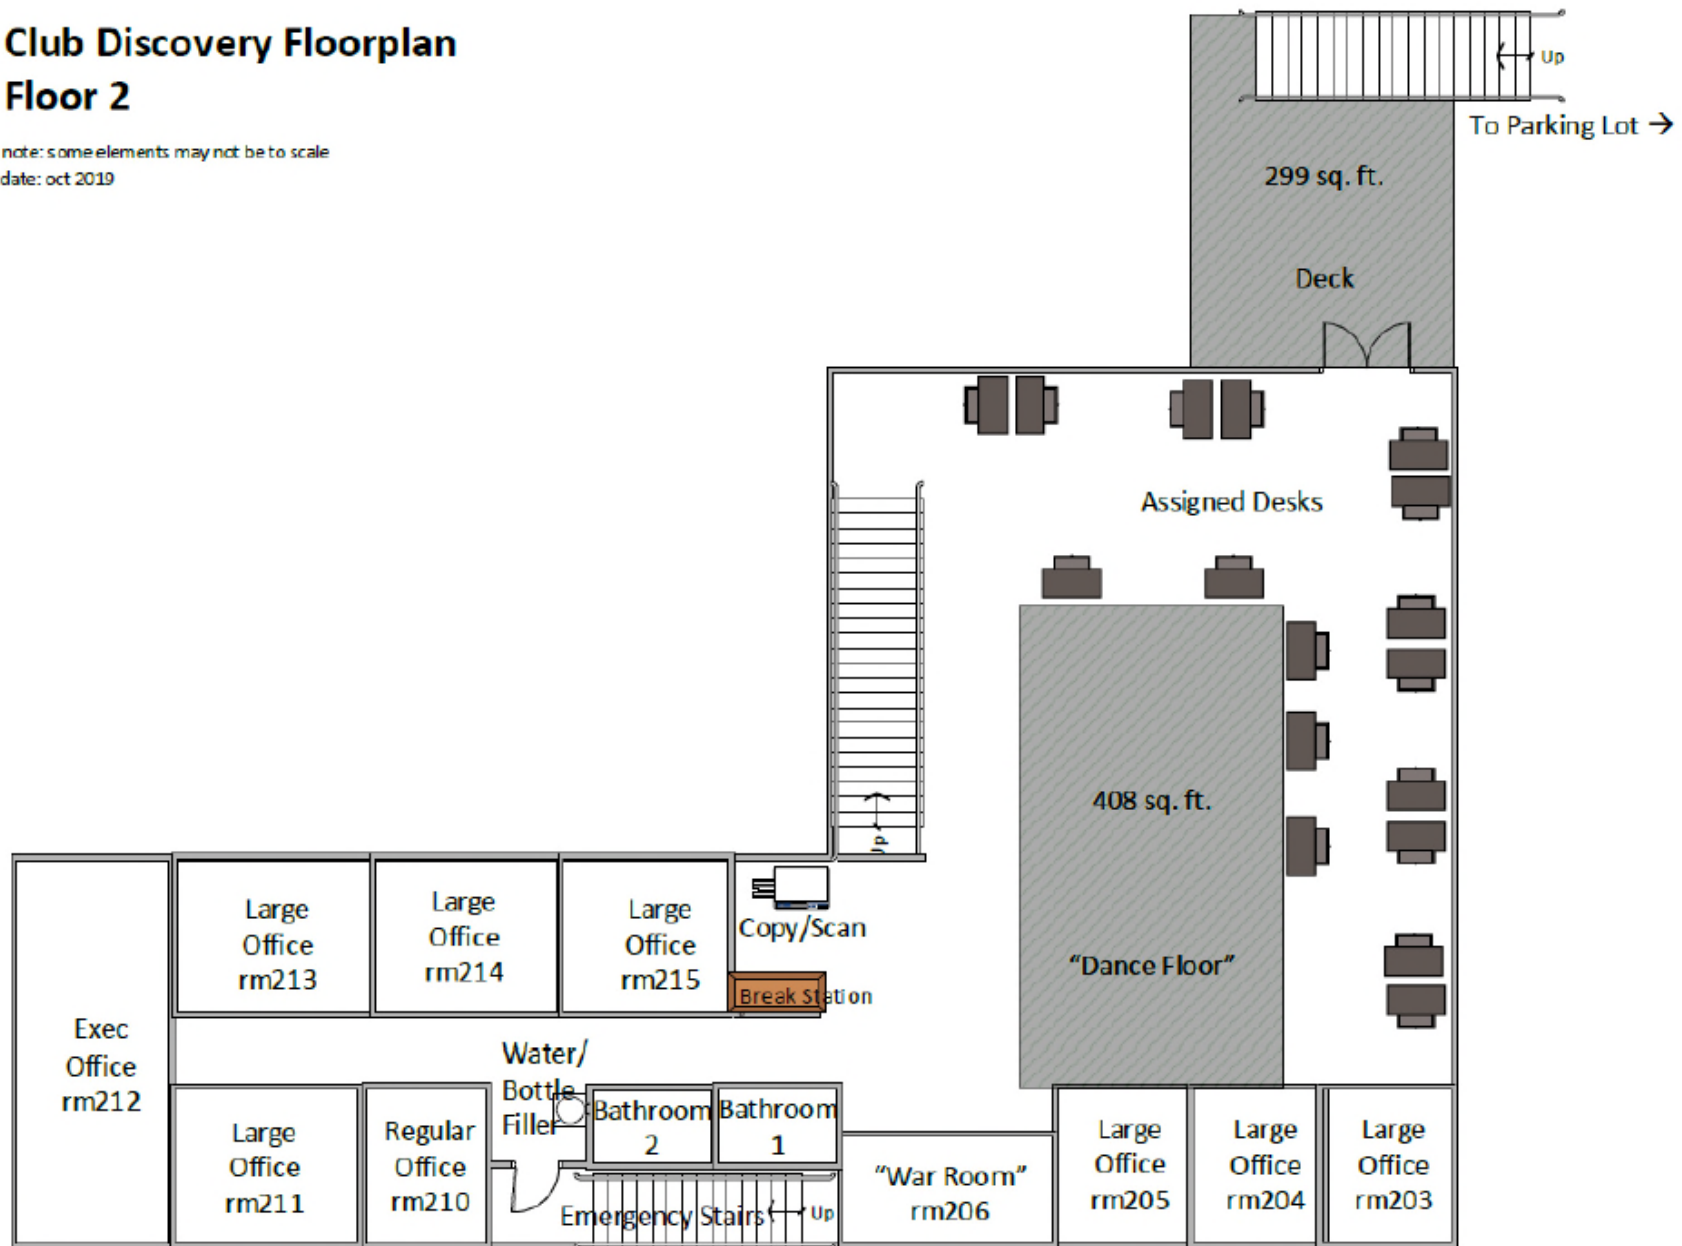 Club Discovery Floorplan
Floor 2
note: some elements may not be to scale
date: oct 2019
Up
To Parking Lot →
299 sq. ft.
Deck
Assigned Desks
408 sq. ft.
"Dance Floor"
Up
Copy/Scan
Break Station
Large
Office
rm213
Large
Office
rm214
Large
Office
rm215
Exec
Office
rm212
Water/
Bottle
Filler
Bathroom
2
Bathroom
1
Large
Office
rm211
Regular
Office
rm210
Emergency Stairs
Up
"War Room"
rm206
Large
Office
rm205
Large
Office
rm204
Large
Office
rm203